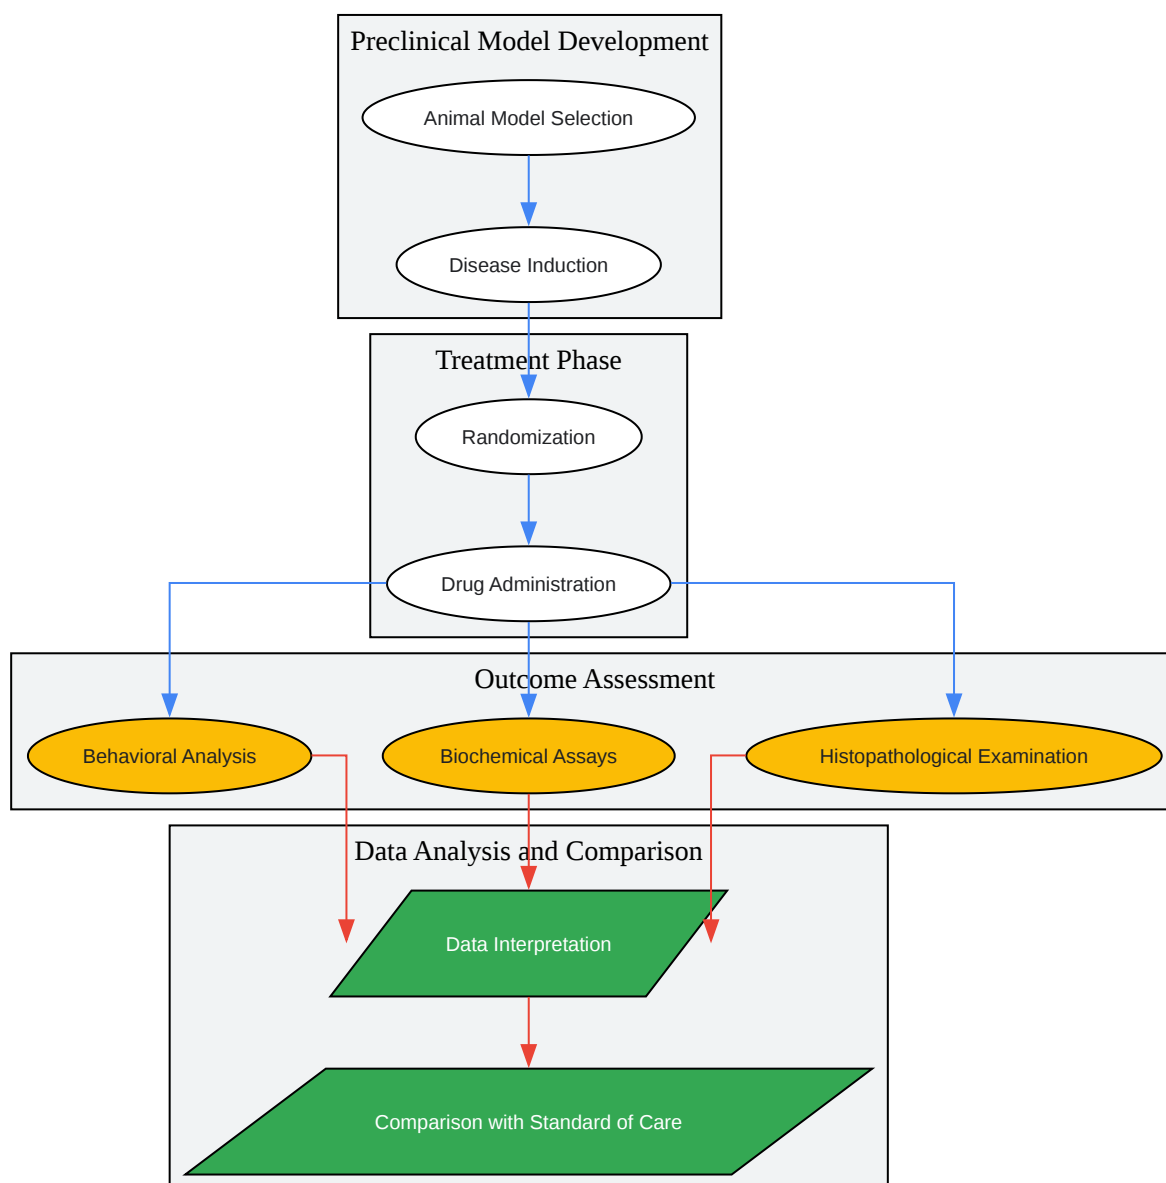 Preclinical Model Development
Animal Model Selection
Disease Induction
Treatment Phase
Randomization
Drug Administration
Outcome Assessment
Behavioral Analysis
Biochemical Assays
Histopathological Examination
Data Analysis and Comparison
Data Interpretation
Comparison with Standard of Care